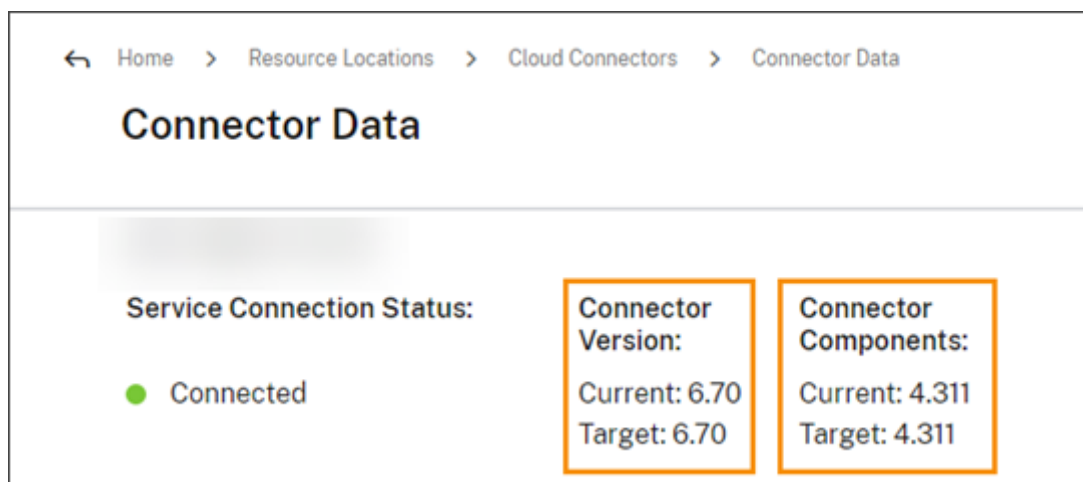 Home > Resource Locations > Cloud Connectors > Connector Data
Connector Data
Service Connection Status:
Connected
Connector
Version:
Current: 6.70
Target: 6.70
Connector
Components:
Current: 4.311
Target: 4.311